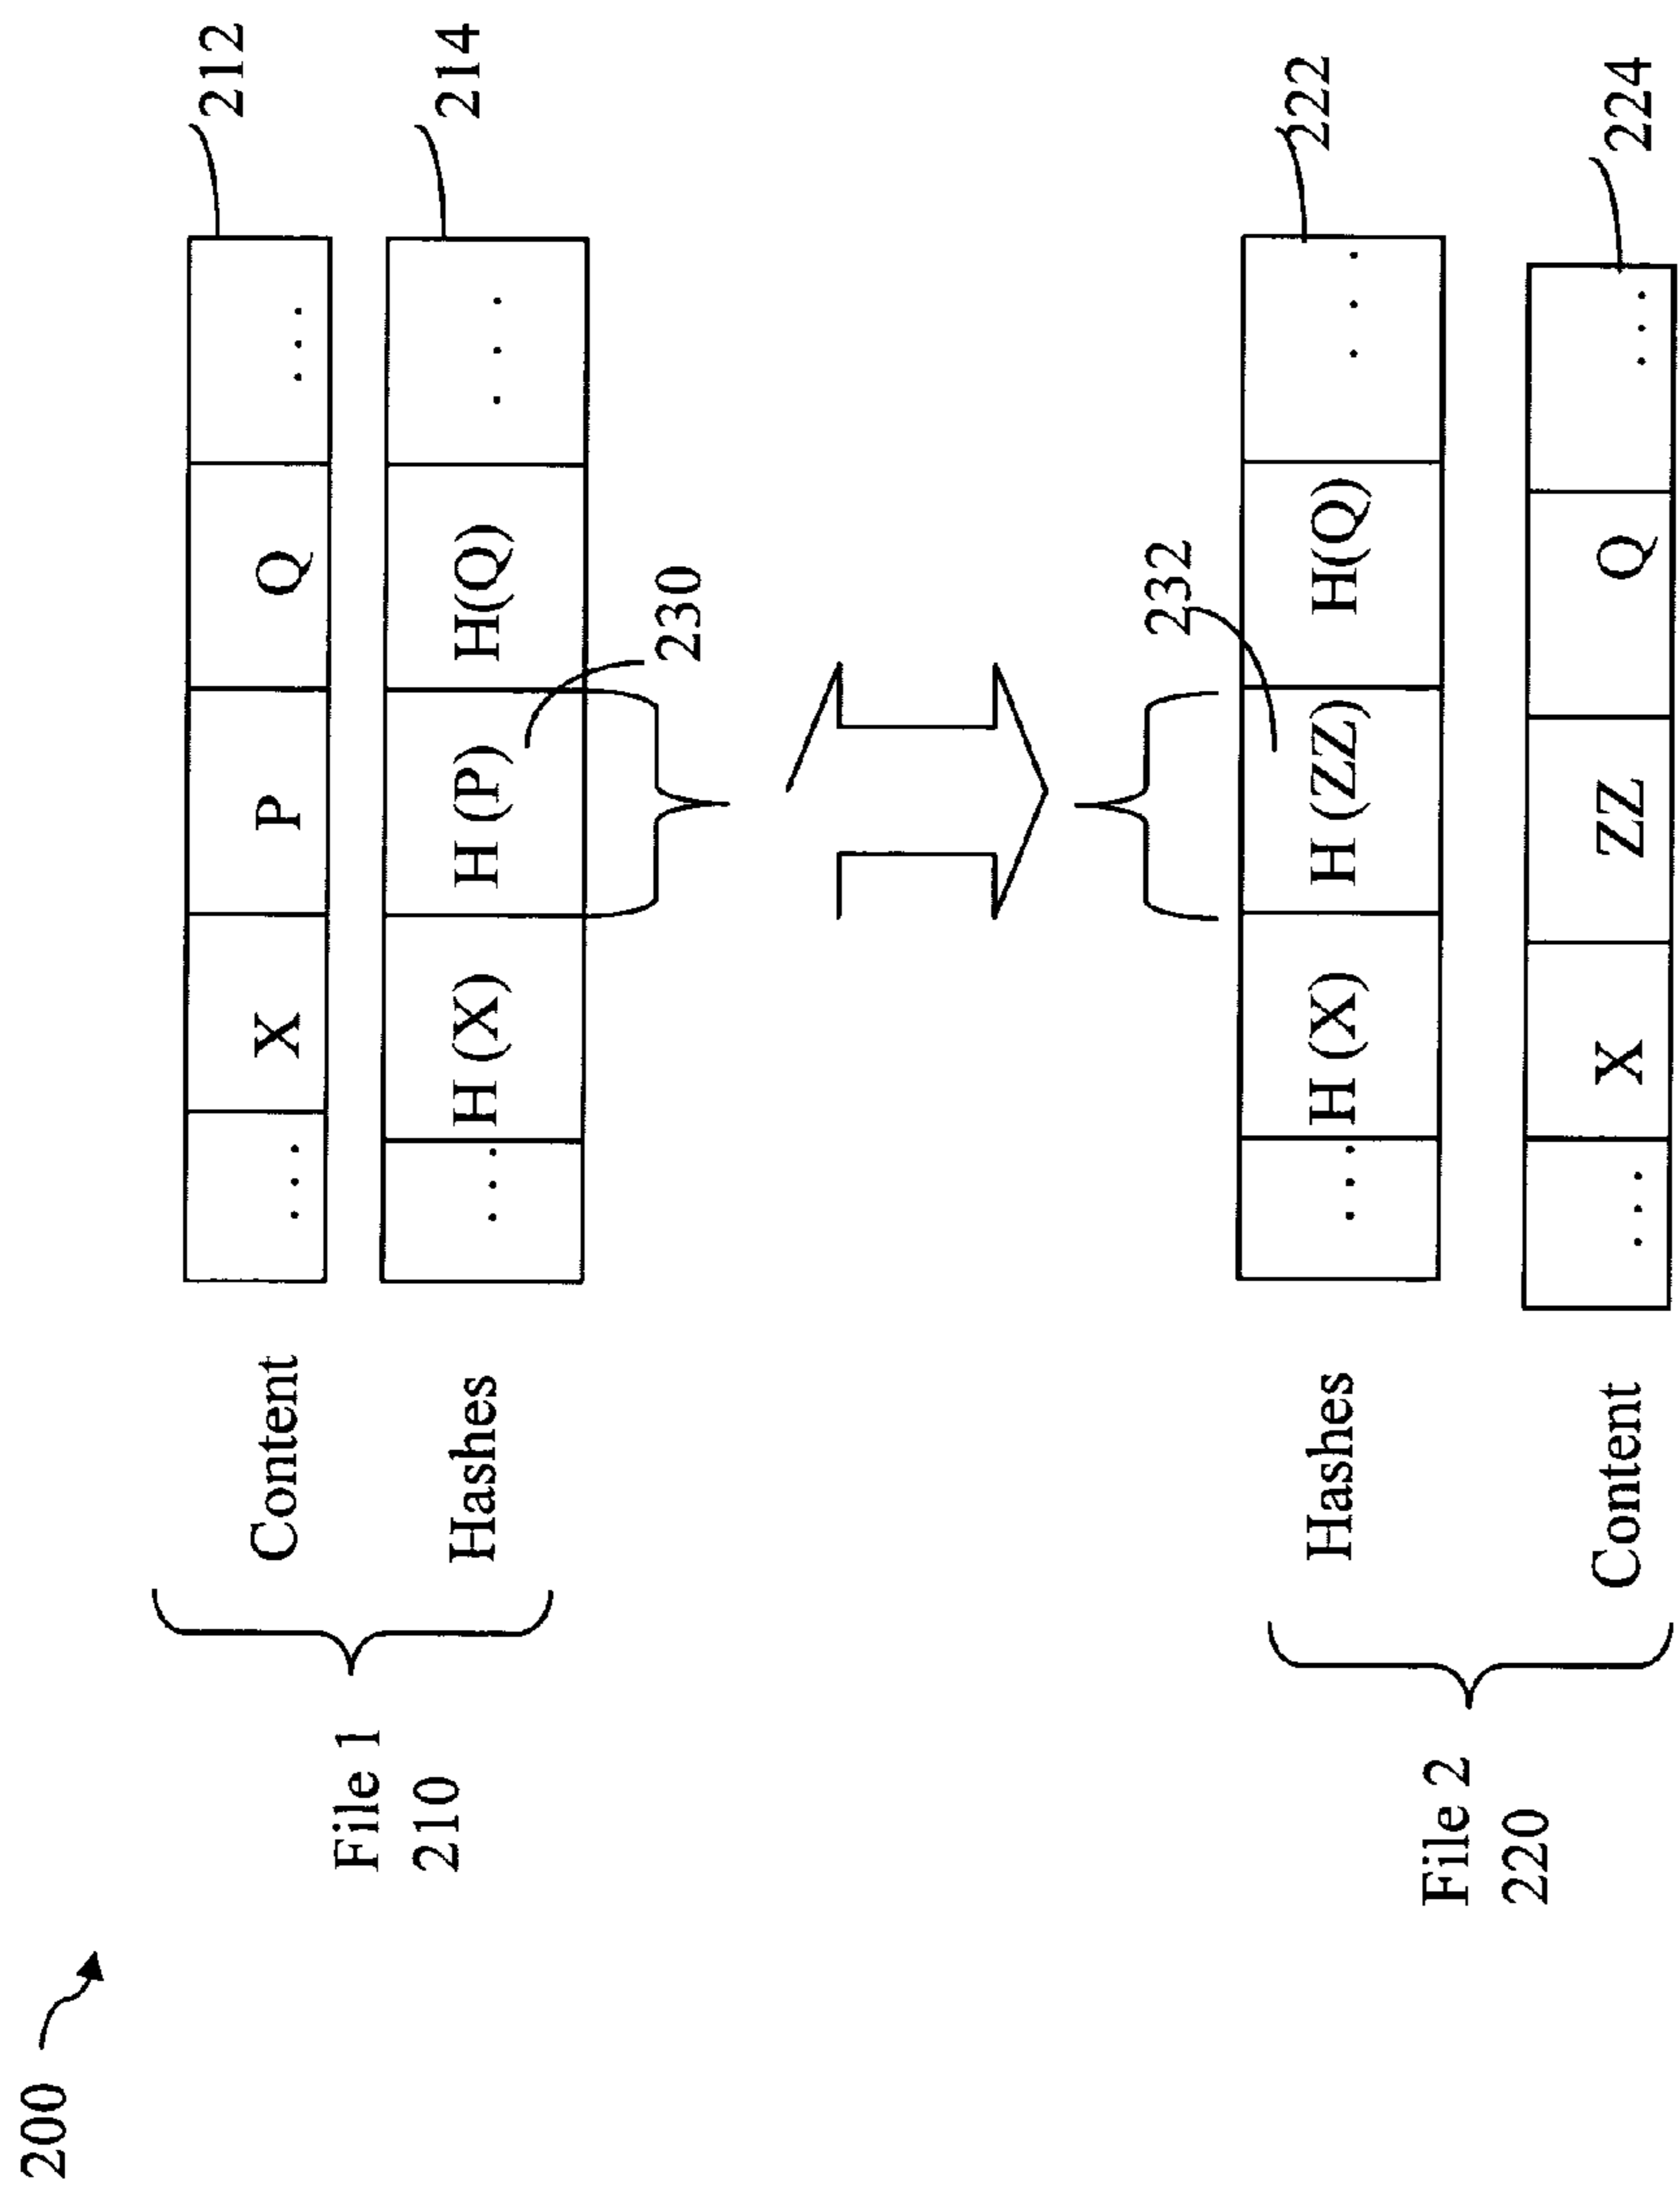 200
File 1
210
Content
... X P Q ...
212
Hashes
... H (X) H (P) H(Q) ...
214
230
232
File 2
220
Hashes
... H (X) H (ZZ) H(Q) ...
222
Content
... X ZZ Q ...
224